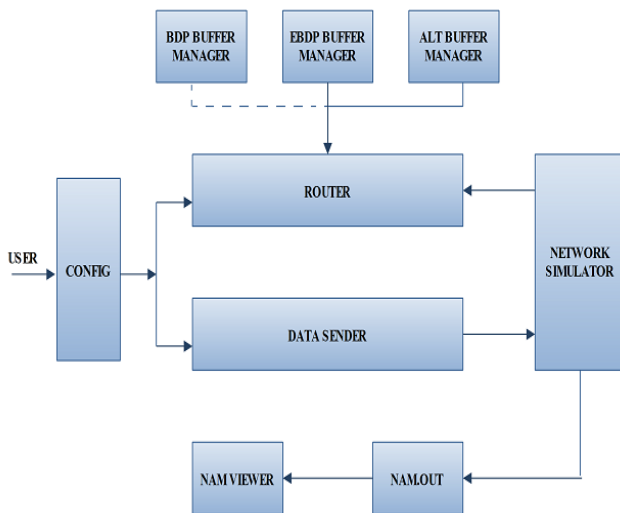 BDP BUFFER
MANAGER
EBDP BUFFER
MANAGER
ALT BUFFER
MANAGER
ROUTER
USER
CONFIG
NETWORK
SIMULATOR
DATA SENDER
NAM VIEWER
NAM.OUT